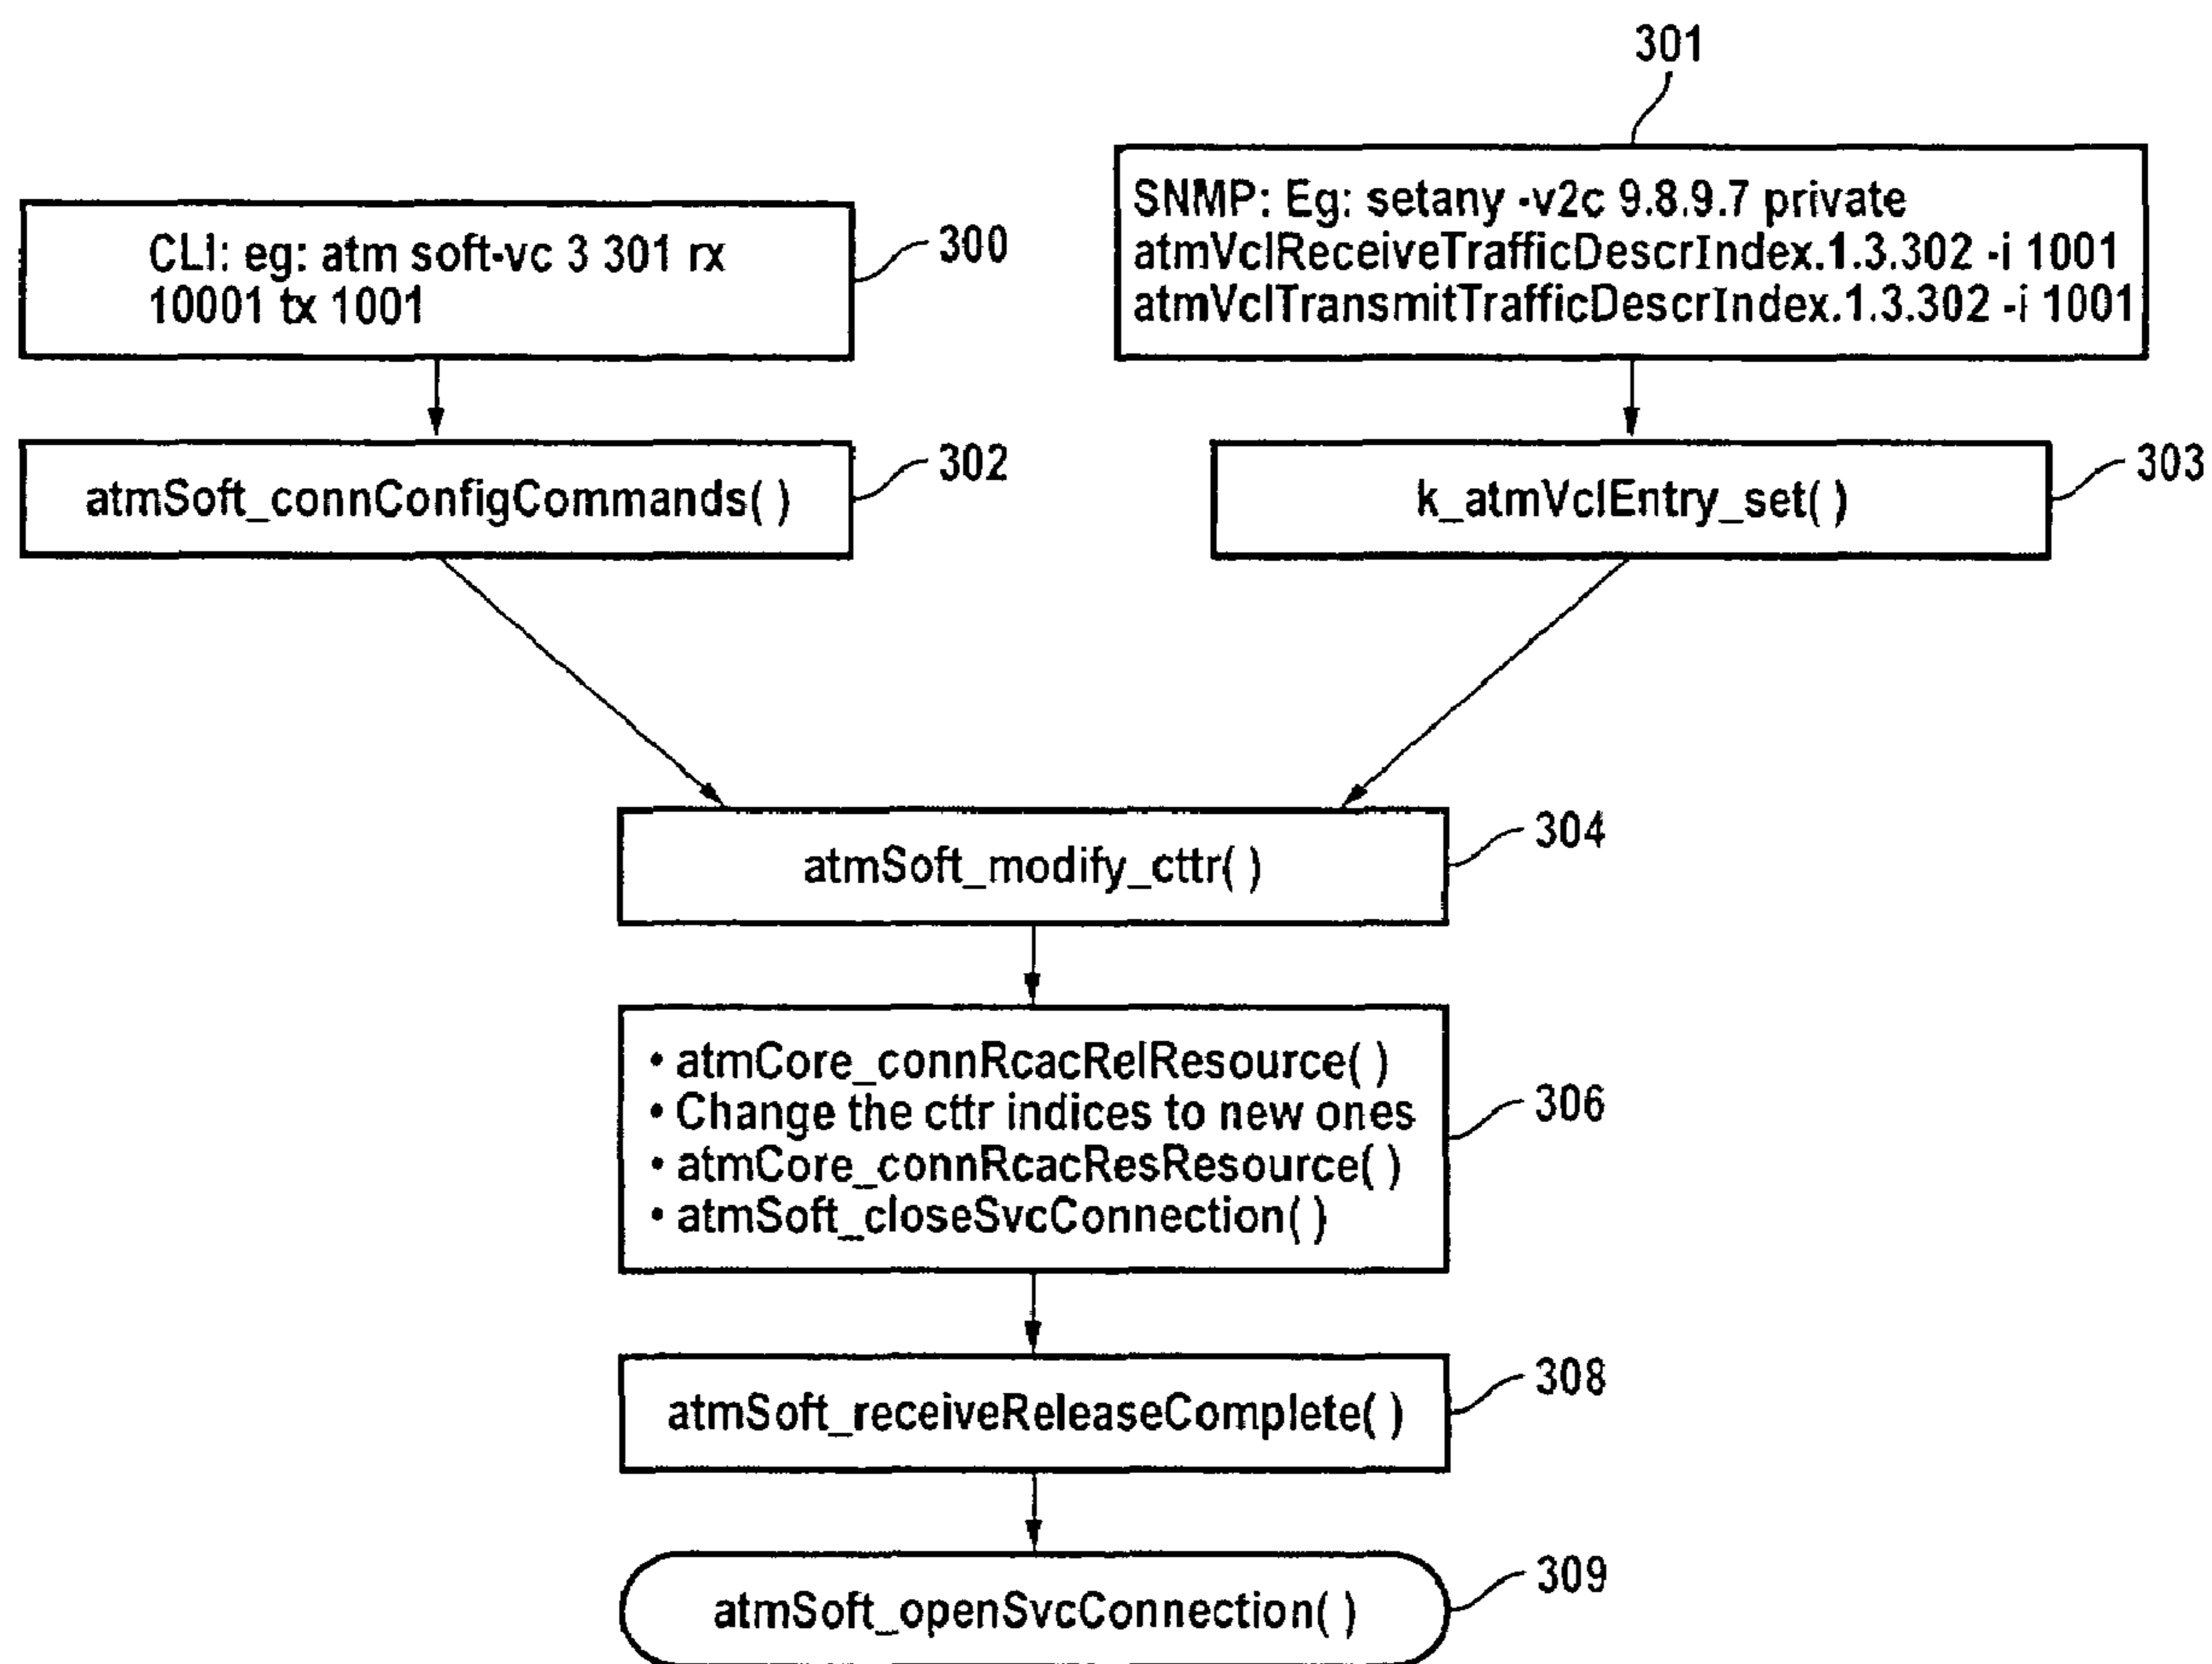 301
SNMP: Eg: setany -v2c 9.8.9.7 private
atmVclReceiveTrafficDescrIndex.1.3.302 -i 1001
atmVclTransmitTrafficDescrIndex.1.3.302 -i 1001
CLI: eg: atm soft-vc 3 301 rx
10001 tx 1001
300
atmSoft_connConfigCommands( )
302
k_atmVclEntry_set( )
303
atmSoft_modify_cttr( )
304
• atmCore_connRcacRelResource( )
• Change the cttr indices to new ones
• atmCore_connRcacResResource( )
• atmSoft_closeSvcConnection( )
306
atmSoft_receiveReleaseComplete( )
308
atmSoft_openSvcConnection( )
309